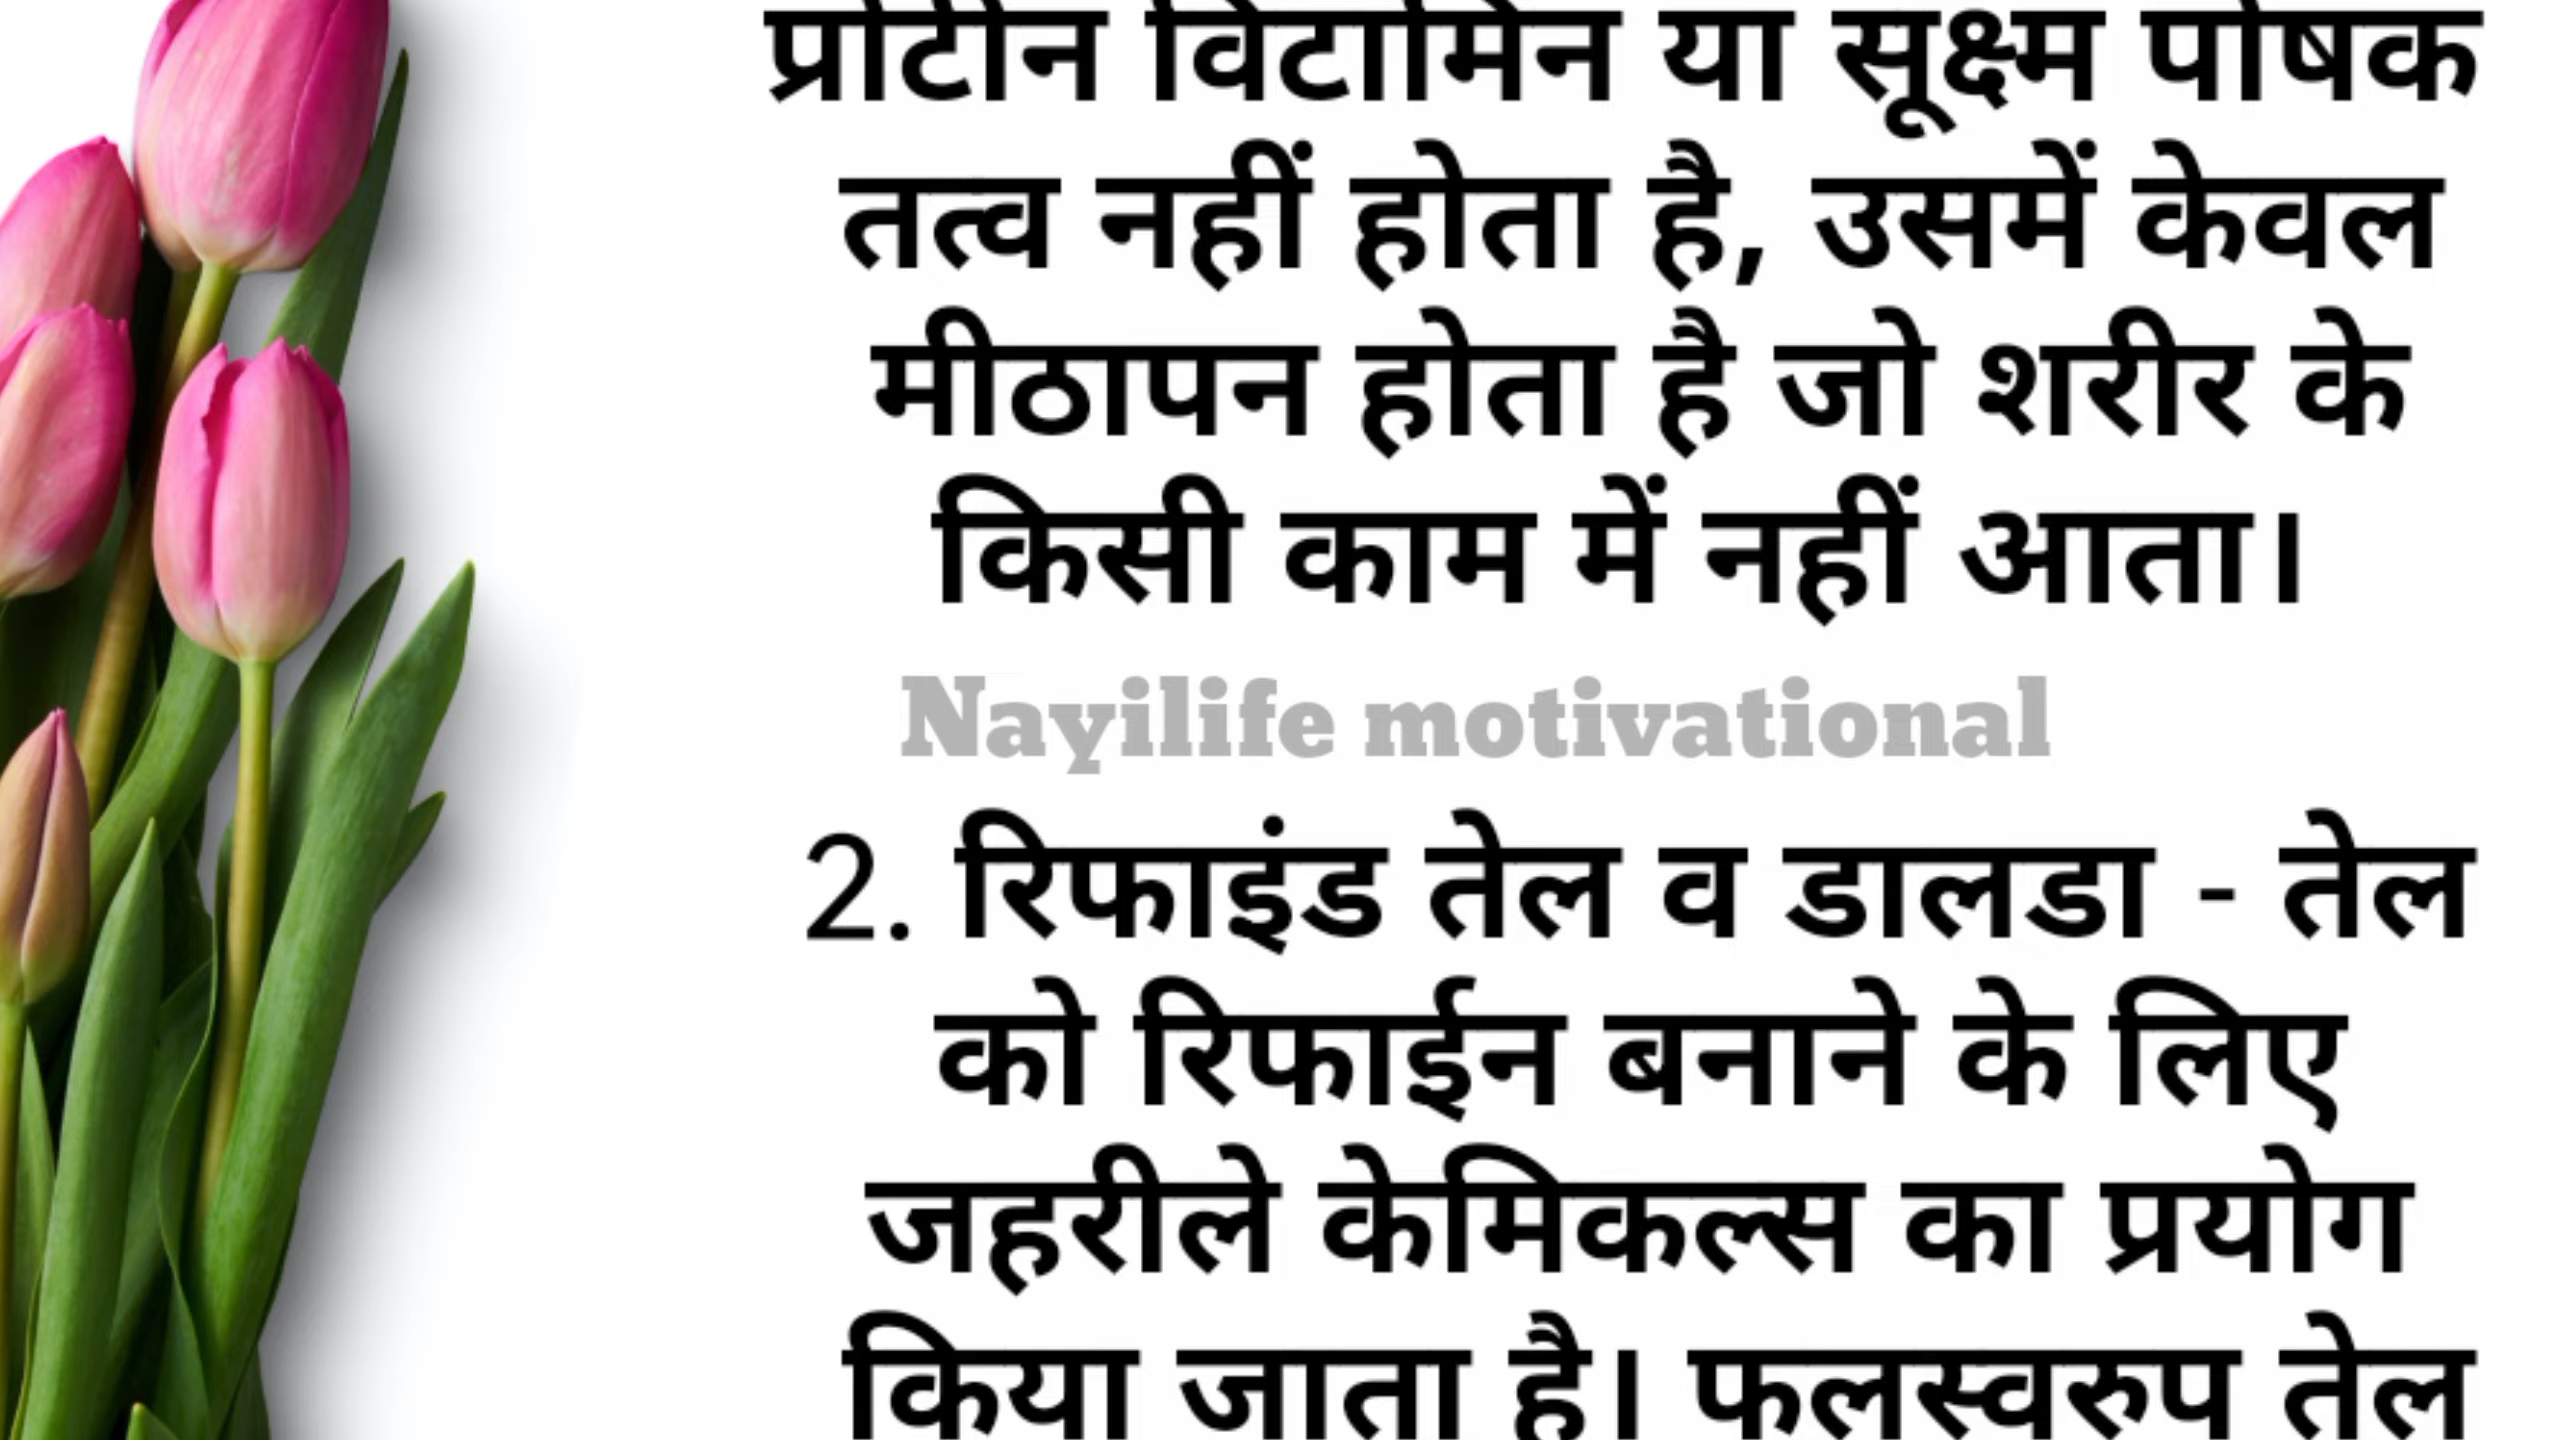 प्रोटीन विटामिन या सूक्ष्म पोषक
तत्व नहीं होता है, उसमें केवल
मीठापन होता है जो शरीर के
किसी काम में नहीं आता।
Nayilife motivational
2. रिफाइंड तेल व डालडा - तेल
को रिफाईन बनाने के लिए
जहरीले केमिकल्स का प्रयोग
किया जाता है। फलस्वरुप तेल